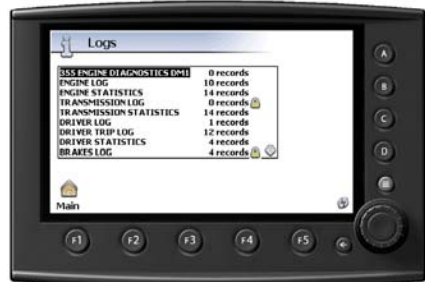 Logs
355 ENGINE DIAGNOSTICS DM1 0 records
ENGINE LOG 10 records
ENGINE STATISTICS 14 records
TRANSMISSION LOG 0 records
TRANSMISSION STATISTICS 14 records
DRIVER LOG 1 records
DRIVER TRIP LOG 12 records
DRIVER STATISTICS 4 records
BRAKES LOG 4 records
Main
A
B
C
D
F1 F2 F3 F4 F5